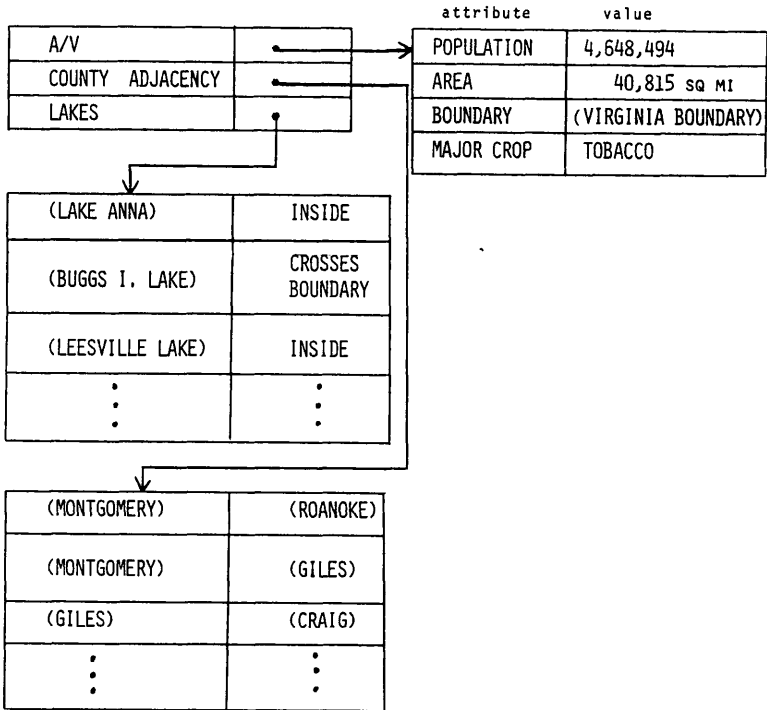 attribute value
A/V
COUNTY ADJACENCY
LAKES
POPULATION 4,648,494
AREA 40,815 SQ MI
BOUNDARY (VIRGINIA BOUNDARY)
MAJOR CROP TOBACCO
(LAKE ANNA) INSIDE
(BUGGS I. LAKE) CROSSES
BOUNDARY
(LEESVILLE LAKE) INSIDE
(MONTGOMERY) (ROANOKE)
(MONTGOMERY) (GILES)
(GILES) (CRAIG)